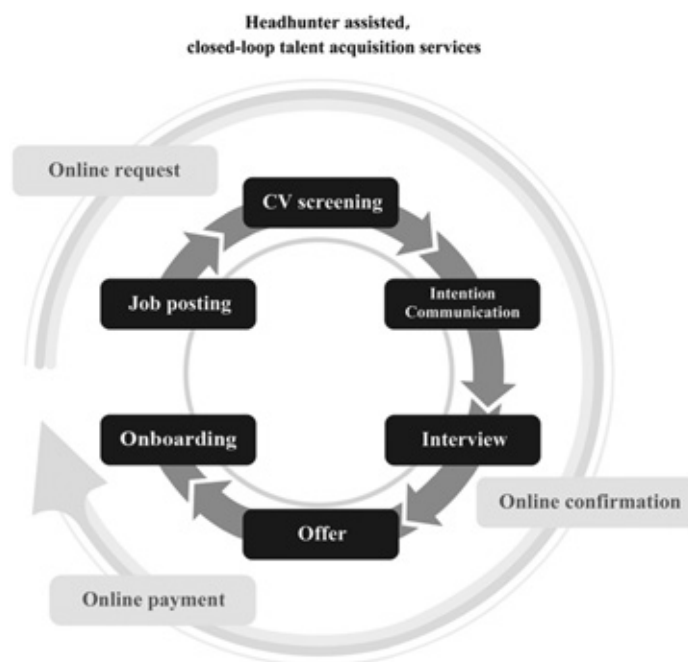 Headhunter assisted,
closed-loop talent acquisition services
Online request
CV screening
Job posting
Intention
Communication
Onboarding
Interview
Online confirmation
Offer
Online payment